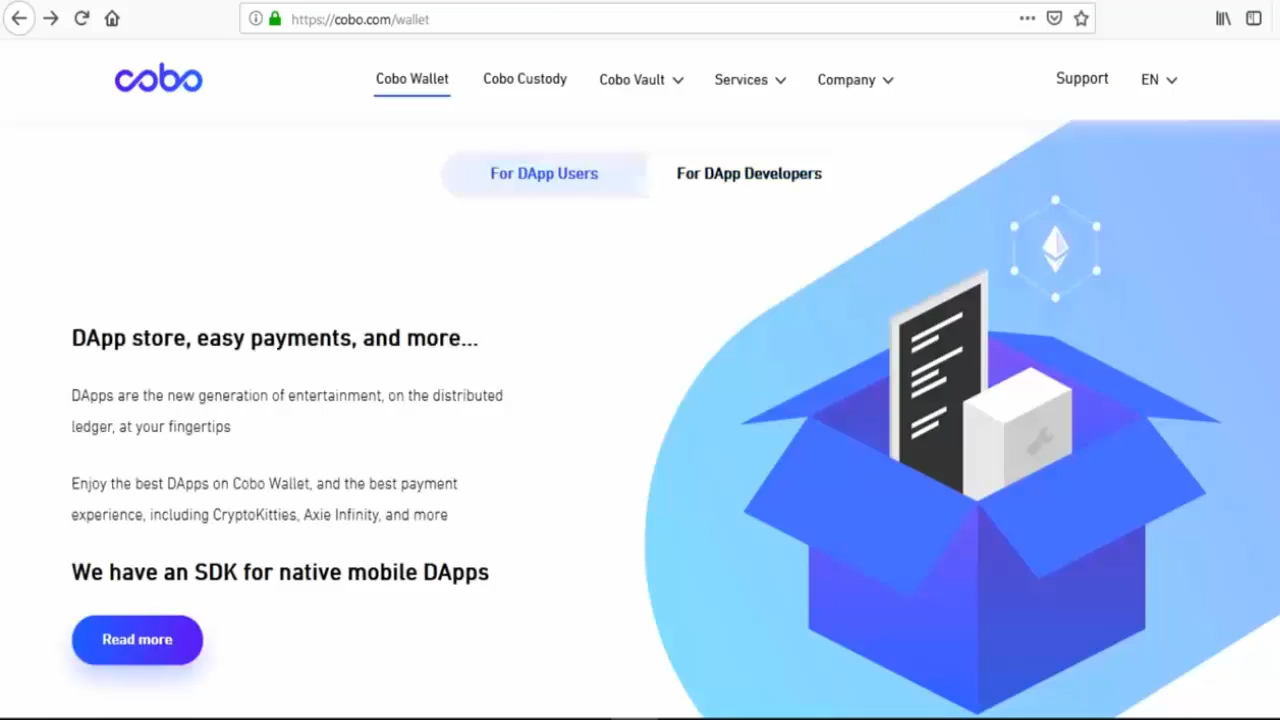 https://cobo.com/wallet
cobo
Cobo Wallet
Cobo Custody
Cobo Vault
Services
Company
Support
EN
For DApp Users
For DApp Developers
DApp store, easy payments, and more...
DApps are the new generation of entertainment, on the distributed
ledger, at your fingertips
Enjoy the best DApps on Cobo Wallet, and the best payment
experience, including CryptoKitties, Axie Infinity, and more
We have an SDK for native mobile DApps
Read more